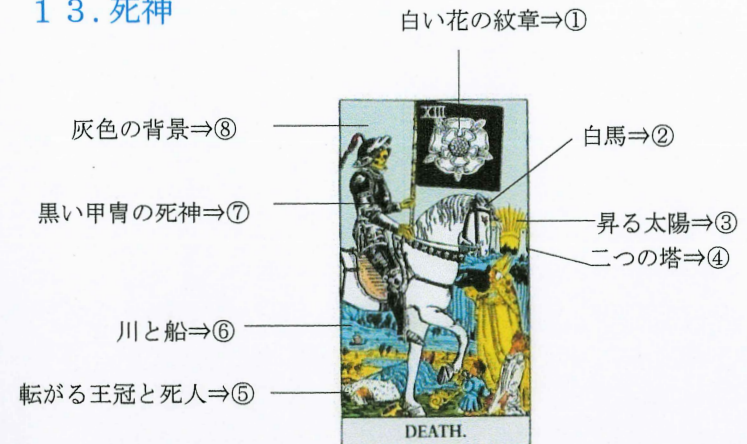 １３.死神
白い花の紋章⇒①
灰色の背景⇒⑧
白馬⇒②
黒い甲冑の死神⇒⑦
昇る太陽⇒③
二つの塔⇒④
川と船⇒⑥
転がる王冠と死人⇒⑤
XIII
DEATH.